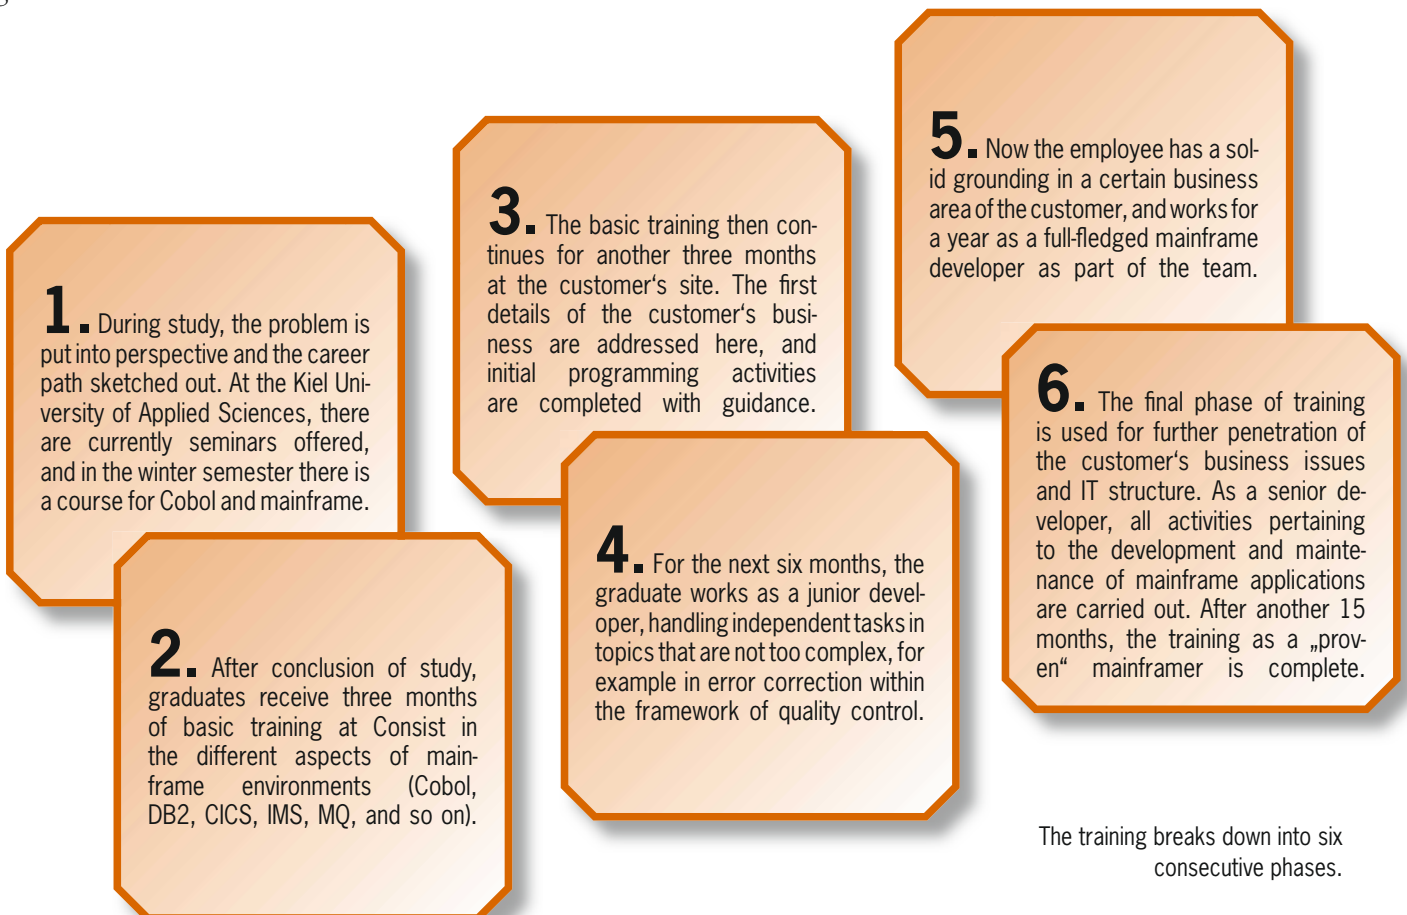 1. During study, the problem is
put into perspective and the career
path sketched out. At the Kiel Uni-
versity of Applied Sciences, there
are currently seminars offered,
and in the winter semester there is
a course for Cobol and mainframe.
2. After conclusion of study,
graduates receive three months
of basic training at Consist in
the different aspects of main-
frame environments (Cobol,
DB2, CICS, IMS, MQ, and so on).
3. The basic training then con-
tinues for another three months
at the customer‘s site. The first
details of the customer‘s busi-
ness are addressed here, and
initial programming activities
are completed with guidance.
4. For the next six months, the
graduate works as a junior devel-
oper, handling independent tasks in
topics that are not too complex, for
example in error correction within
the framework of quality control.
5. Now the employee has a sol-
id grounding in a certain business
area of the customer, and works for
a year as a full-fledged mainframe
developer as part of the team.
6. The final phase of training
is used for further penetration of
the customer‘s business issues
and IT structure. As a senior de-
veloper, all activities pertaining
to the development and mainte-
nance of mainframe applications
are carried out. After another 15
months, the training as a „prov-
en“ mainframer is complete.
The training breaks down into six
consecutive phases.